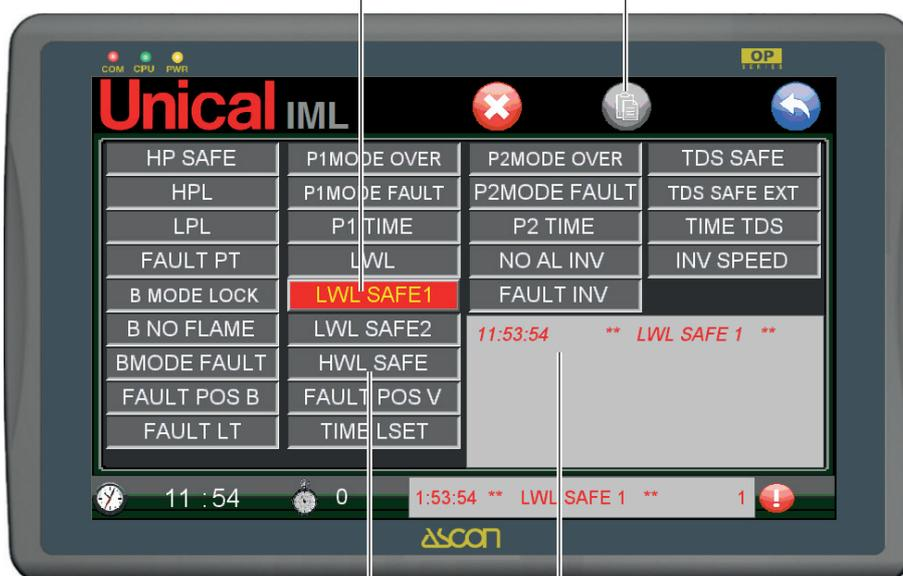 COM CPU PWR
OP
SERIES
Unical IML
HP SAFE P1MODE OVER P2MODE OVER TDS SAFE
HPL P1MODE FAULT P2MODE FAULT TDS SAFE EXT
LPL P1 TIME P2 TIME TIME TDS
FAULT PT LWL NO AL INV INV SPEED
B MODE LOCK LWL SAFE1 FAULT INV
B NO FLAME LWL SAFE2
11:53:54 ** LWL SAFE 1 **
BMODE FAULT HWL SAFE
FAULT POS B FAULT POS V
FAULT LT TIME LSET
11 :54 0 1:53:54 ** LWL SAFE 1 ** 1 !
ASCON